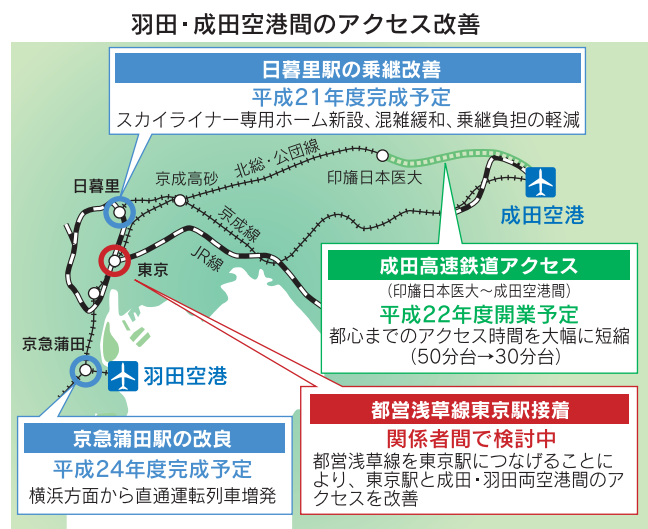 羽田・成田空港間のアクセス改善
日暮里駅の乗継改善
平成21年度完成予定
スカイライナー専用ホーム新設、混雑緩和、乗継負担の軽減
北総・公団線
日暮里
京成高砂
印旛日本医大
成田空港
京成線
JR線
東京
成田高速鉄道アクセス
（印旛日本医大～成田空港間）
平成22年度開業予定
都心までのアクセス時間を大幅に短縮
（50分台→30分台）
京急蒲田
羽田空港
都営浅草線東京駅接着
関係者間で検討中
都営浅草線を東京駅につなげることに
より、東京駅と成田・羽田両空港間のア
クセスを改善
京急蒲田駅の改良
平成24年度完成予定
横浜方面から直通運転列車増発